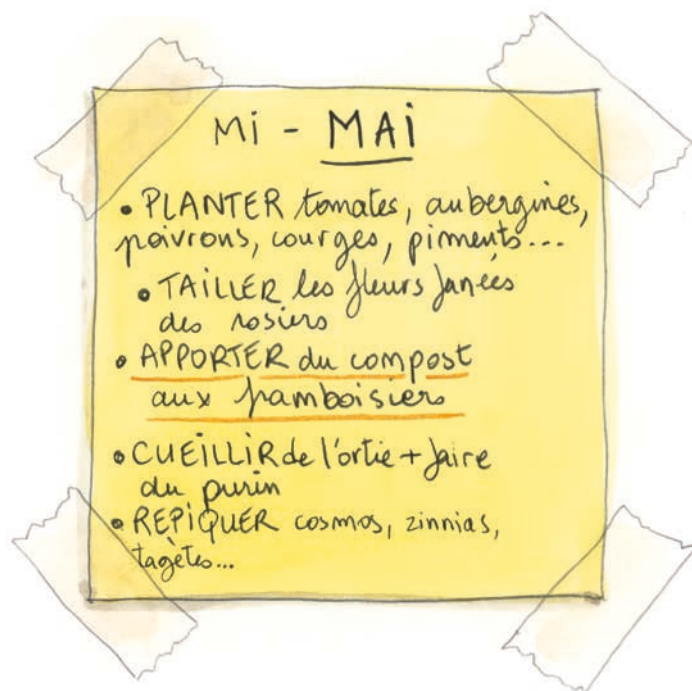 Mi - MAi
• PLANTER tomates, aubergines,
poivrons, courges, piments...
• TAiLLER les fleurs fanées
des rosiers
• APPORTER du compost
aux framboisiers
• CUEiLLiR de l'ortie + faire
du purin
• REPiQUER cosmos, zinnias,
tagètes...